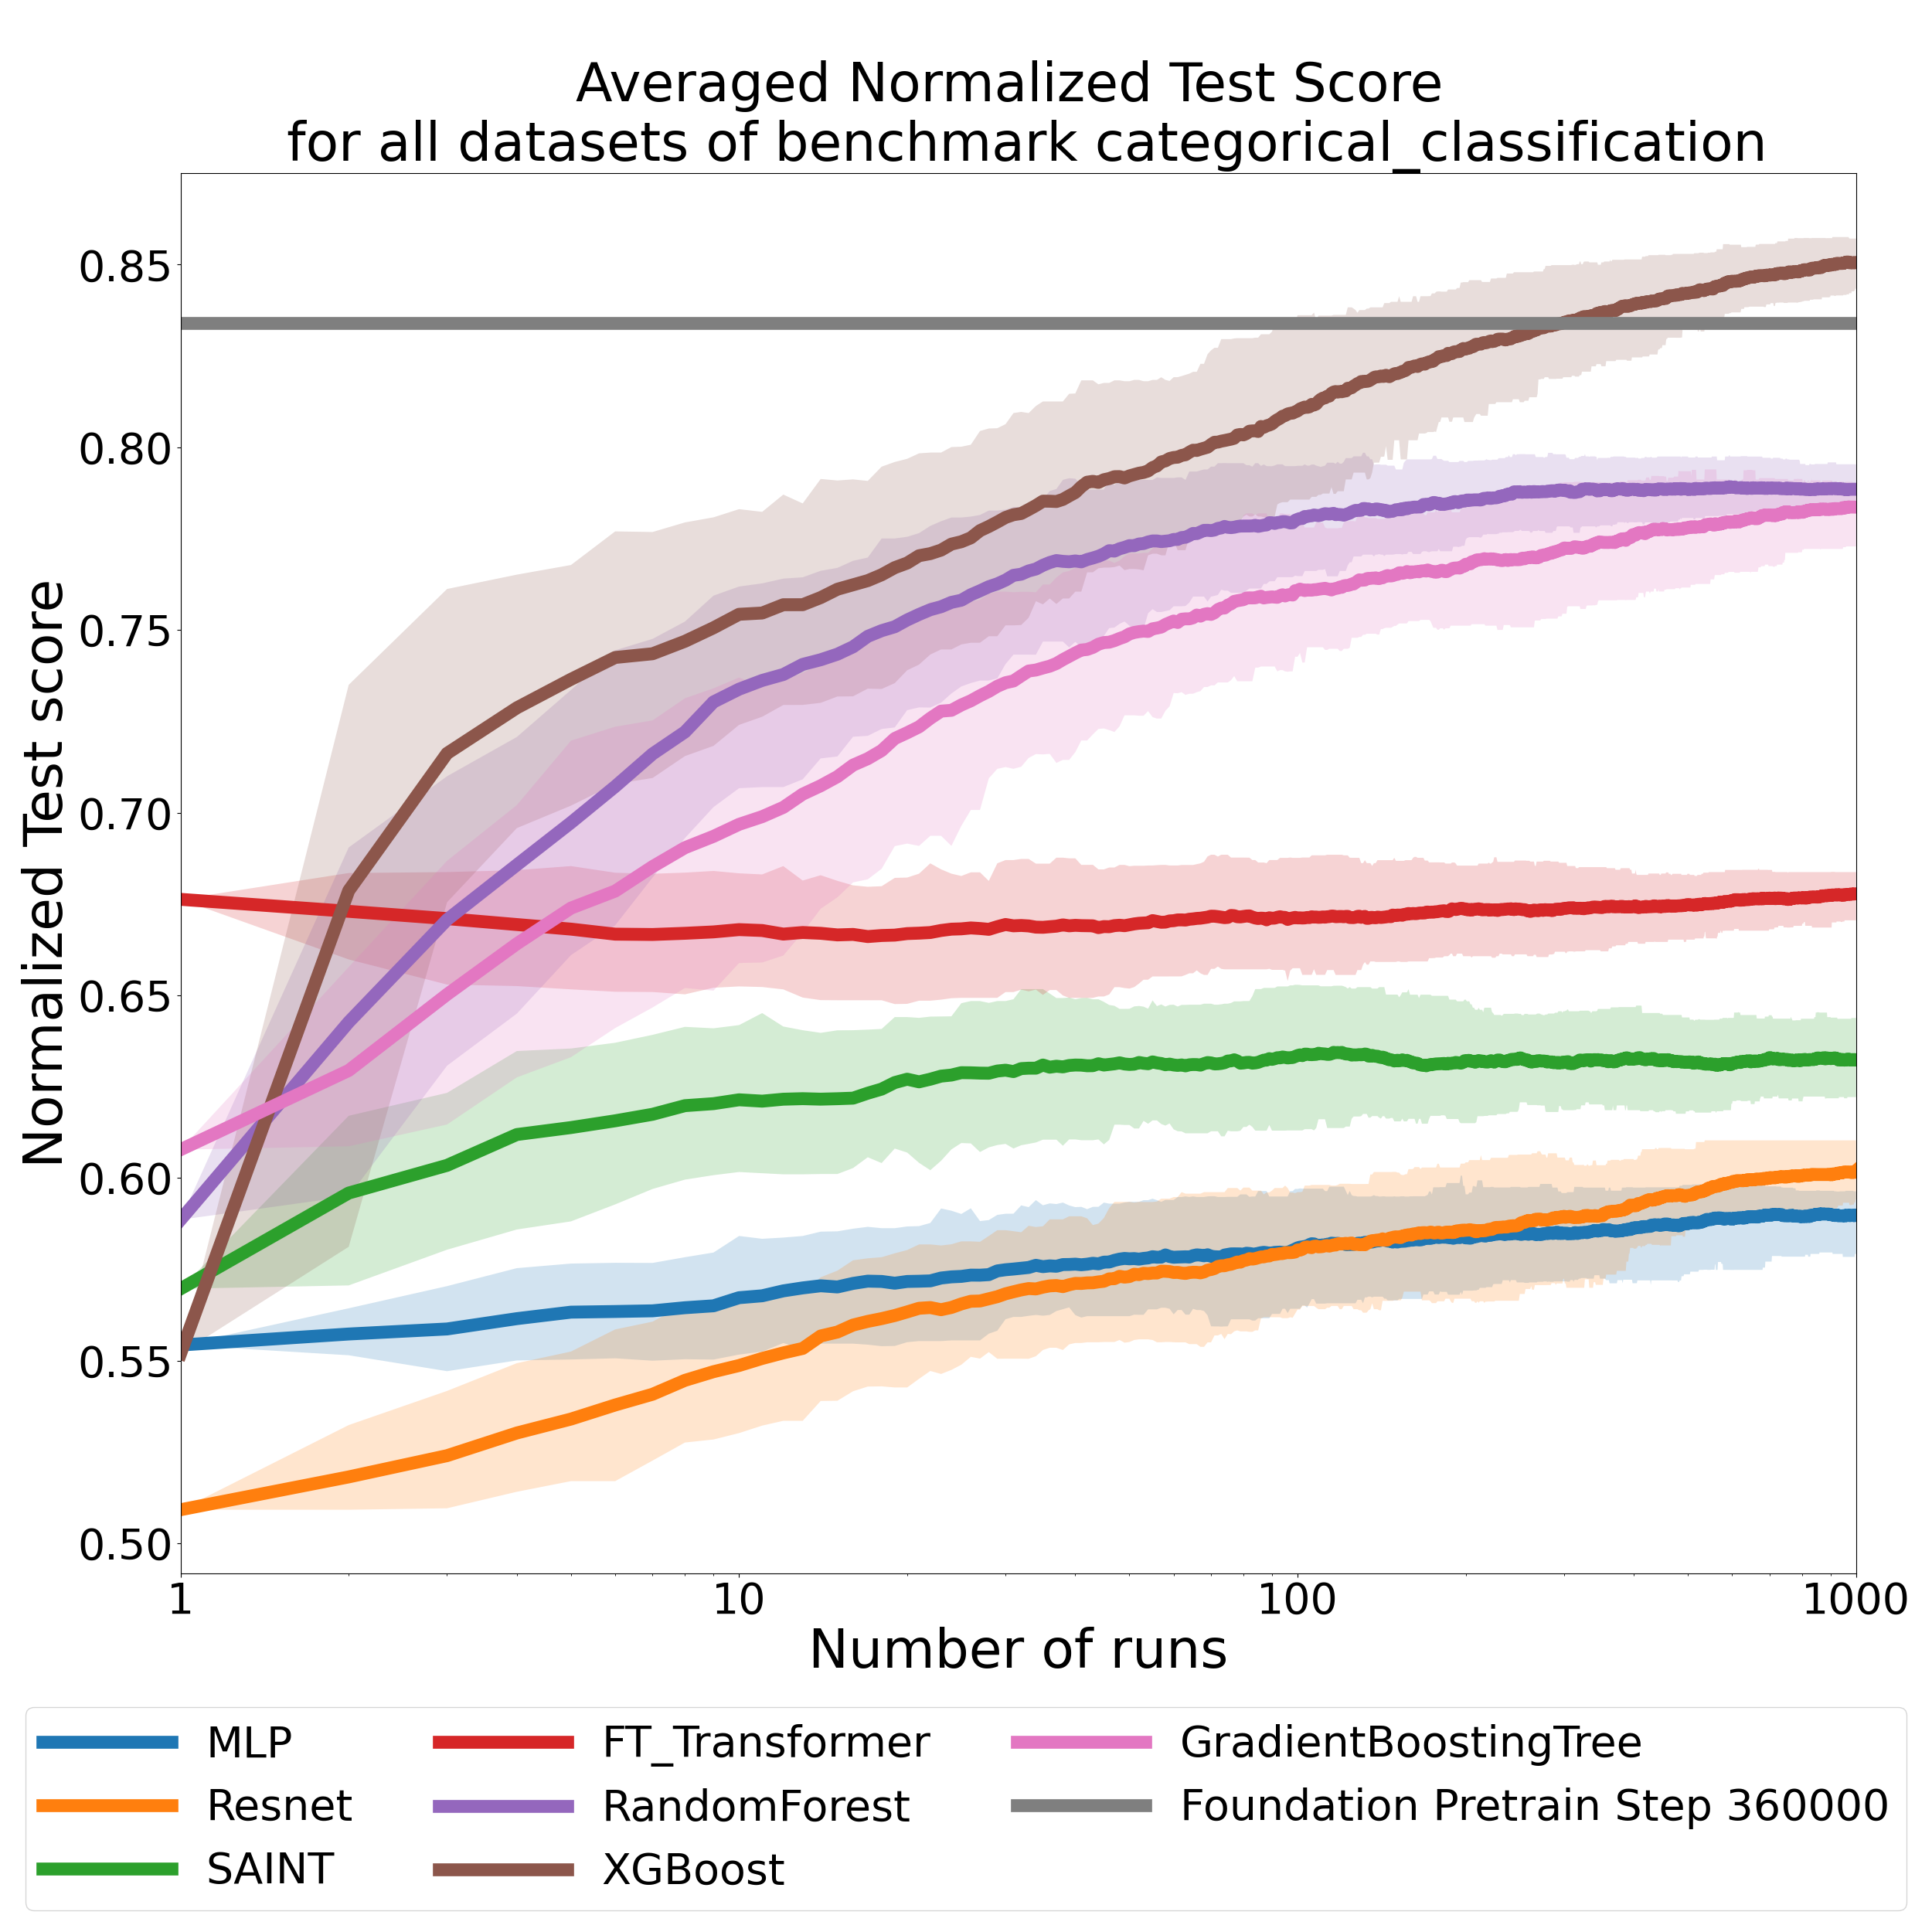 Averaged Normalized Test Score
for all datasets of benchmark categorical_classification
Normalized Test score
0.85
0.80
0.75
0.70
0.65
0.60
0.55
0.50
1
10
100
1000
Number of runs
MLP
Resnet
SAINT
FT_Transformer
RandomForest
XGBoost
GradientBoostingTree
Foundation Pretrain Step 360000